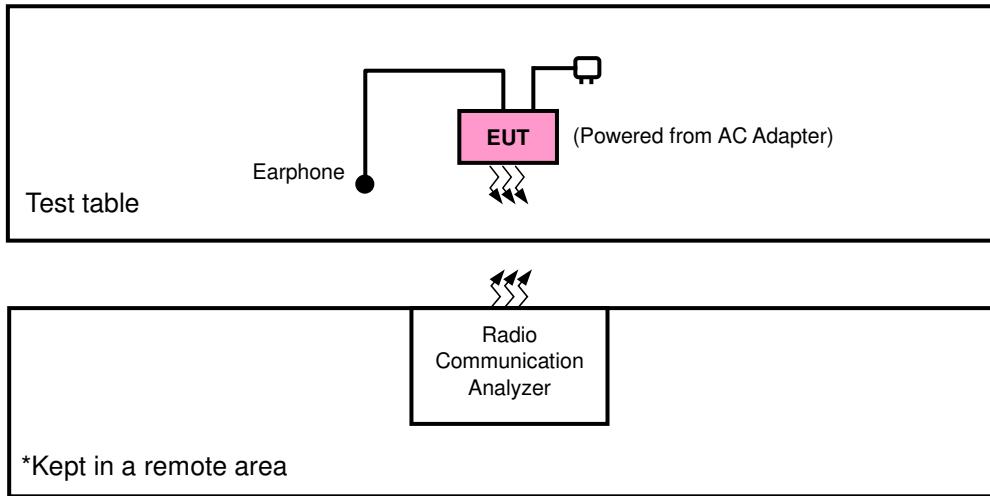 EUT
(Powered from AC Adapter)
Earphone
Test table
Radio
Communication
Analyzer
*Kept in a remote area